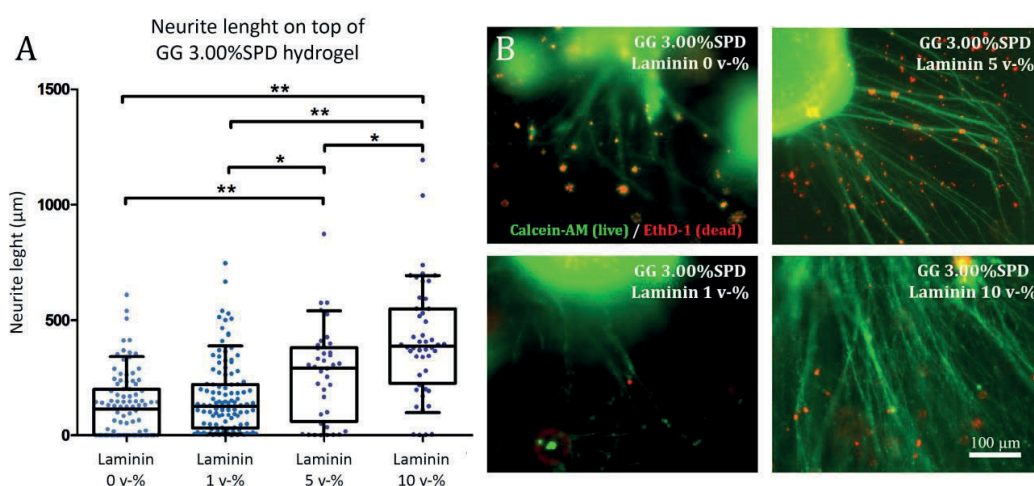 A
Neurite lenght on top of
GG 3.00%SPD hydrogel
Neurite leght (µm)
1500
1000
500
0
**
**
*
*
**
Laminin
0 v-%
Laminin
1 v-%
Laminin
5 v-%
Laminin
10 v-%
B
GG 3.00%SPD
Laminin 0 v-%
Calcein-AM (live) / EthD-1 (dead)
GG 3.00%SPD
Laminin 5 v-%
GG 3.00%SPD
Laminin 1 v-%
GG 3.00%SPD
Laminin 10 v-%
100 µm